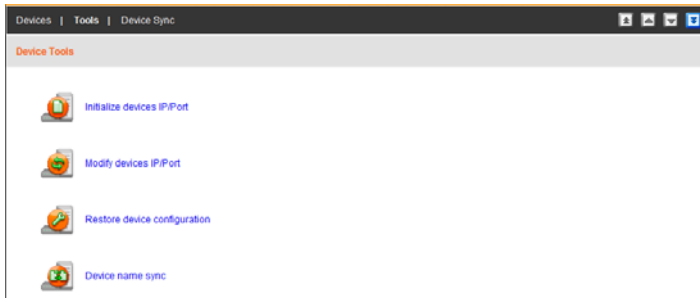 Devices | Tools | Device Sync
Device Tools
Initialize devices IP/Port
Modify devices IP/Port
Restore device configuration
Device name sync